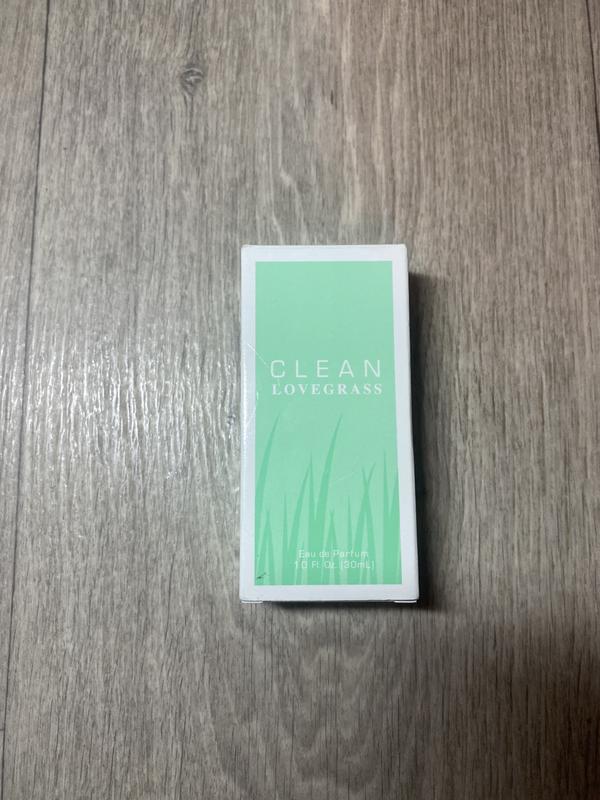 CLEAN
LOVEGRASS
Eau de Parfum
1.0 Fl. Oz. (30mL)